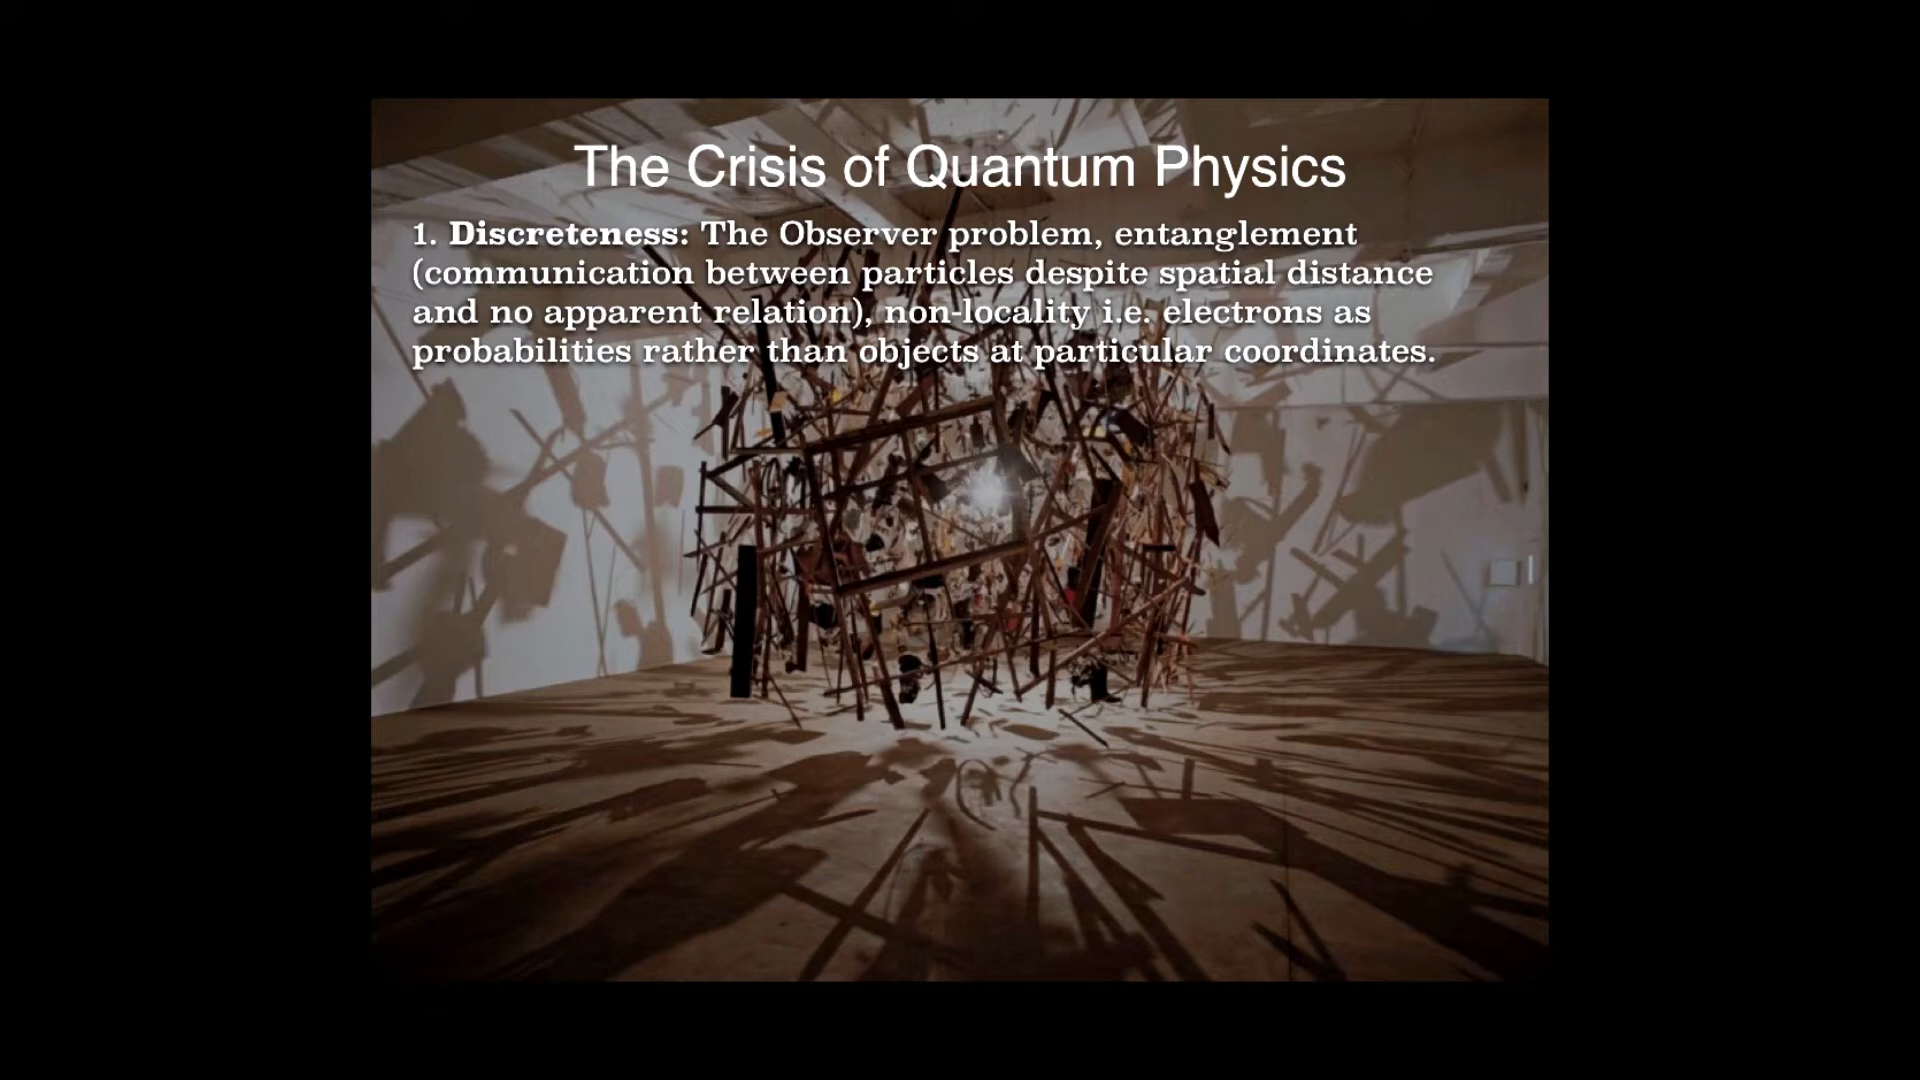 The Crisis of Quantum Physics
1. Discreteness: The Observer problem, entanglement
(communication between particles despite spatial distance
and no apparent relation), non-locality i.e. electrons as
probabilities rather than objects at particular coordinates.